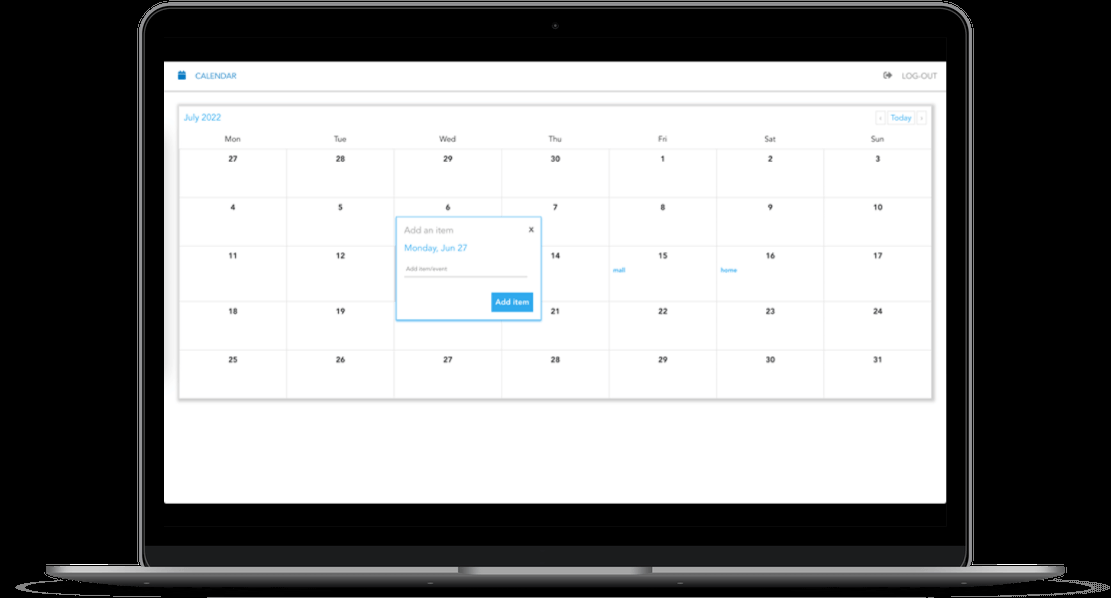 CALENDAR LOG-OUT
July 2022 ‹ Today ›
Mon Tue Wed Thu Fri Sat Sun
27 28 29 30 1 2 3
4 5 6 7 8 9 10
Add an item X
Monday, Jun 27
Add item/event
Add item
11 12 14 15 16 17
mall home
18 19 21 22 23 24
25 26 27 28 29 30 31